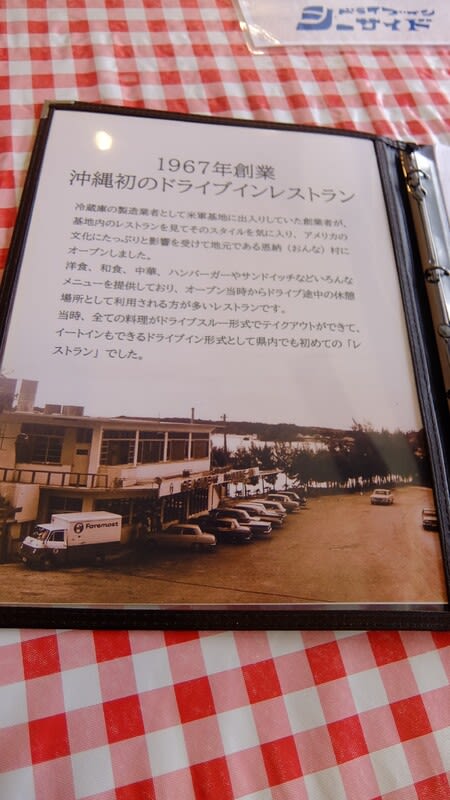 ドライブイン
シーサイド
1967年創業
沖縄初のドライブインレストラン
冷蔵庫の製造業者として米軍基地に出入りしていた創業者が、
基地内のレストランを見てそのスタイルを気に入り、アメリカの
文化にたっぷりと影響を受けて地元である恩納（おんな）村に
オープンしました。
洋食、和食、中華、ハンバーガーやサンドイッチなどいろんな
メニューを提供しており、オープン当時からドライブ途中の休憩
場所として利用される方が多いレストランです。
当時、全ての料理がドライブスルー形式でテイクアウトができて、
イートインもできるドライブイン形式として県内でも初めての「レ
ストラン」でした。
Foremost